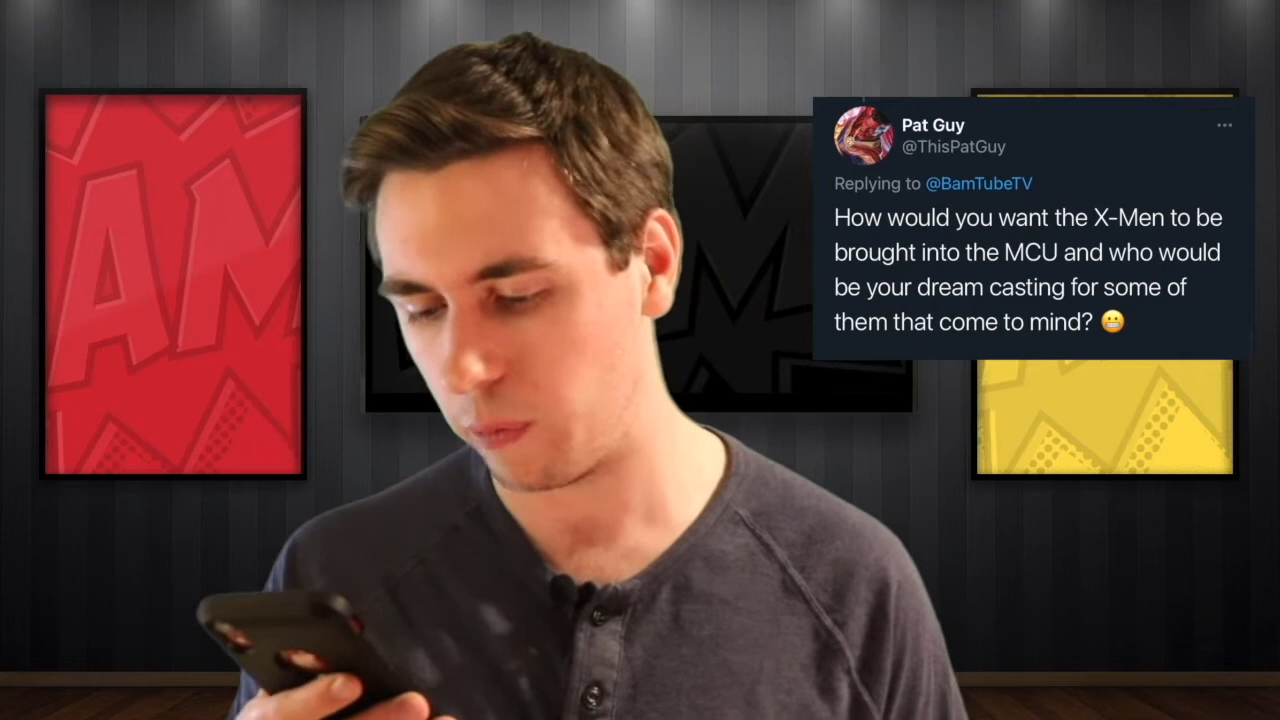 AM
Pat Guy
@ThisPatGuy
Replying to @BamTubeTV
How would you want the X-Men to be
brought into the MCU and who would
be your dream casting for some of
them that come to mind? 😬